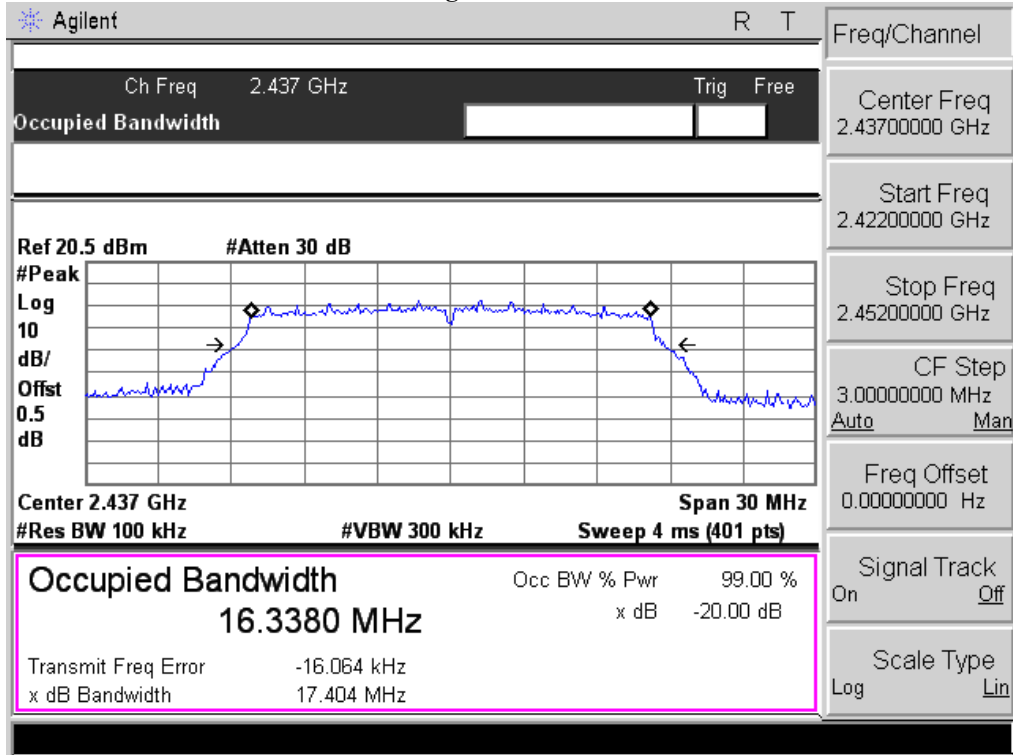 Agilent R T
Ch Freq 2.437 GHz Trig Free
Occupied Bandwidth
Ref 20.5 dBm #Atten 30 dB
#Peak
Log
10
dB/
Offst
0.5
dB
Center 2.437 GHz Span 30 MHz
#Res BW 100 kHz #VBW 300 kHz Sweep 4 ms (401 pts)
Occupied Bandwidth Occ BW % Pwr 99.00 %
16.3380 MHz x dB -20.00 dB
Transmit Freq Error -16.064 kHz
x dB Bandwidth 17.404 MHz
Freq/Channel
Center Freq
2.43700000 GHz
Start Freq
2.42200000 GHz
Stop Freq
2.45200000 GHz
CF Step
3.00000000 MHz
Auto Man
Freq Offset
0.00000000 Hz
Signal Track
On Off
Scale Type
Log Lin